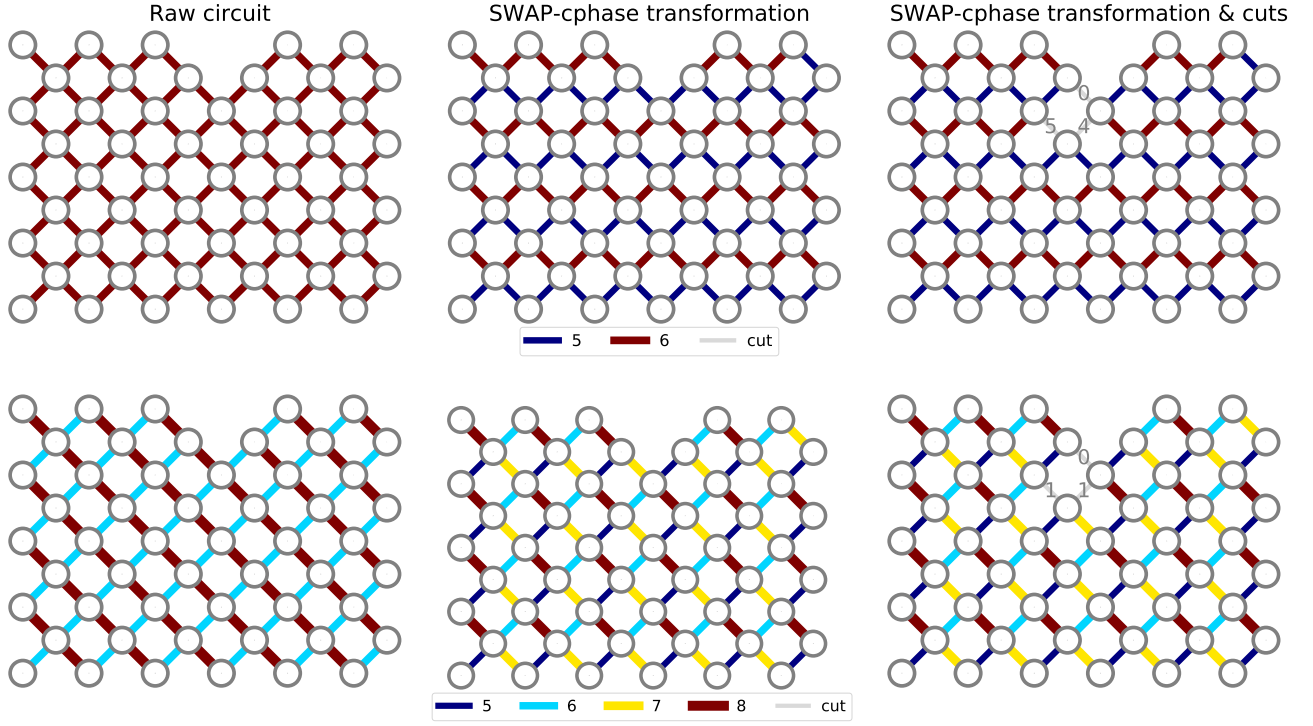 Raw circuit
SWAP-cphase transformation
SWAP-cphase transformation & cuts
0
5 4
5 6 cut
0
1 1
5 6 7 8 cut